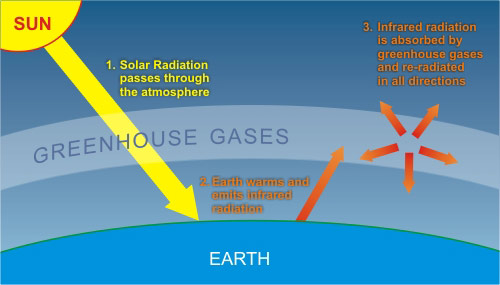 SUN
1. Solar Radiation
passes through
the atmosphere
3. Infrared radiation
is absorbed by
greenhouse gases
and re-radiated
in all directions
GREENHOUSE GASES
2. Earth warms and
emits infrared
radiation
EARTH